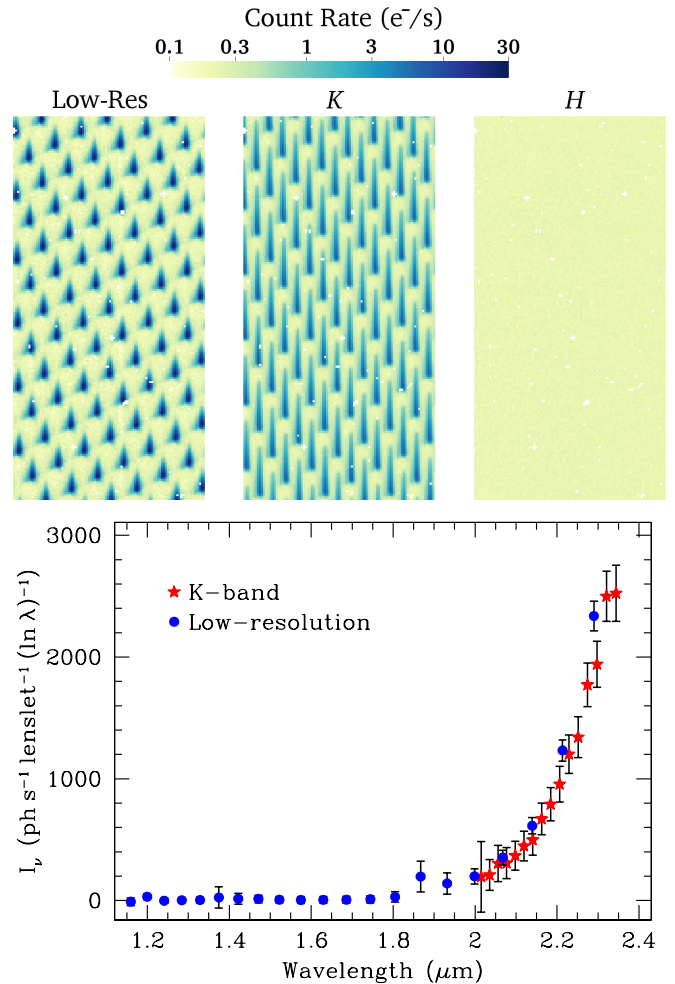 Count Rate (e⁻/s)
0.1 0.3 1 3 10 30
Low-Res K H
3000
2000
1000
0
I_ν (ph s⁻¹ lenslet⁻¹ (ln λ)⁻¹)
K−band
Low−resolution
1.2 1.4 1.6 1.8 2 2.2 2.4
Wavelength (μm)